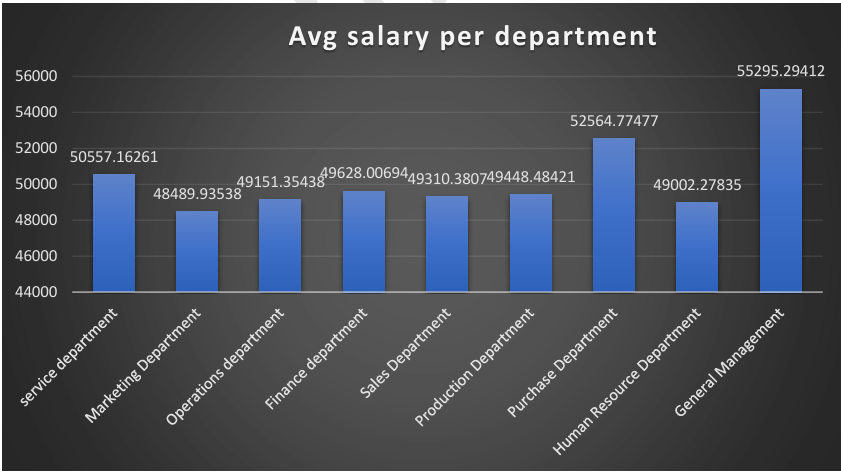 Avg salary per department
56000
54000
52000
50000
48000
46000
44000
50557.16261
48489.93538
49151.35438
49628.00694
49310.3807
49448.48421
52564.77477
49002.27835
55295.29412
service department
Marketing Department
Operations department
Finance department
Sales Department
Production Department
Purchase Department
Human Resource Department
General Management